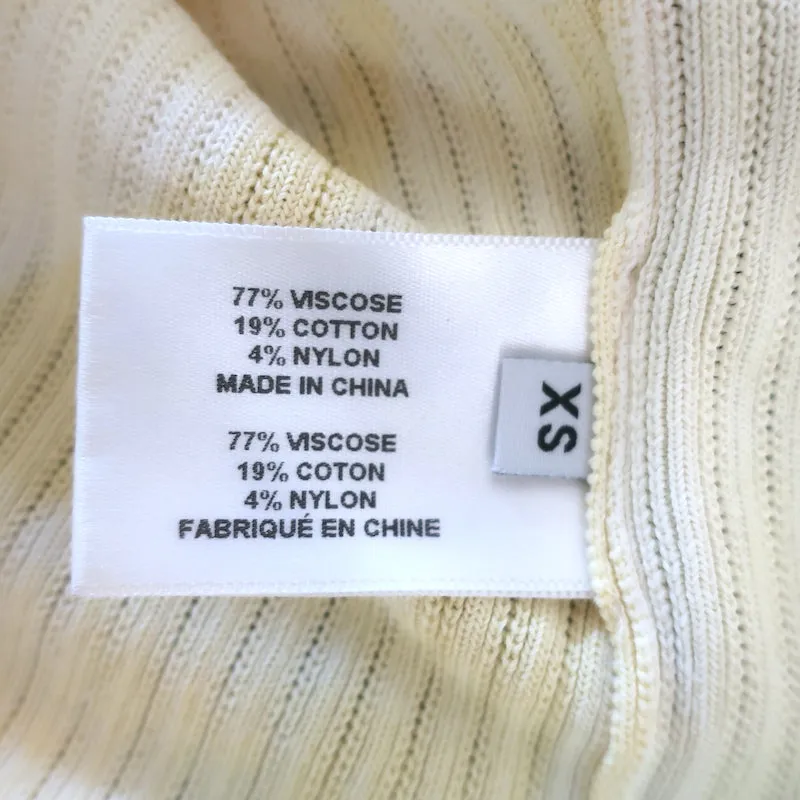 77% VISCOSE
19% COTTON
4% NYLON
MADE IN CHINA
77% VISCOSE
19% COTON
4% NYLON
FABRIQUÉ EN CHINE
XS